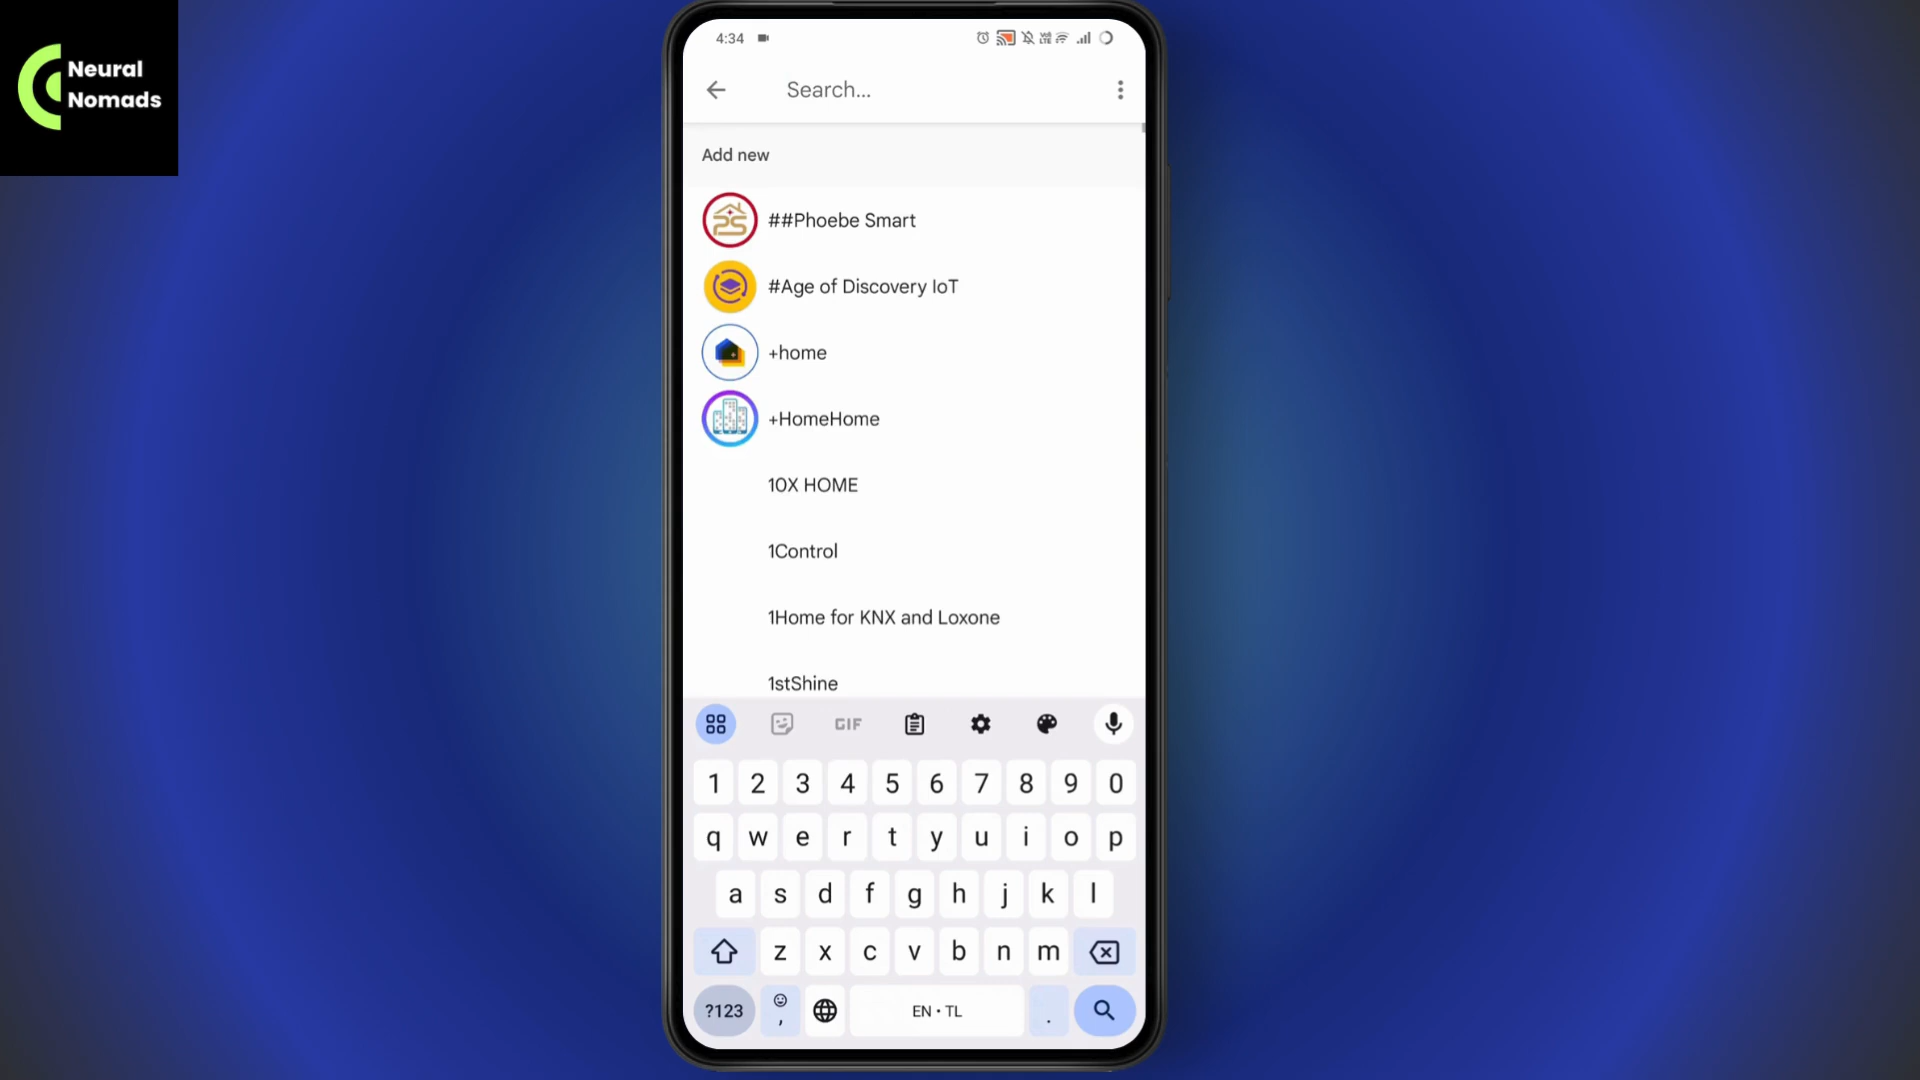 Neural
Nomads
4:34
VO
LTE
Search...
Add new
##Phoebe Smart
#Age of Discovery IoT
+home
+HomeHome
10X HOME
1Control
1Home for KNX and Loxone
1stShine
GIF
1 2 3 4 5 6 7 8 9 0
q w e r t y u i o p
a s d f g h j k l
z x c v b n m
?123 , EN • TL .